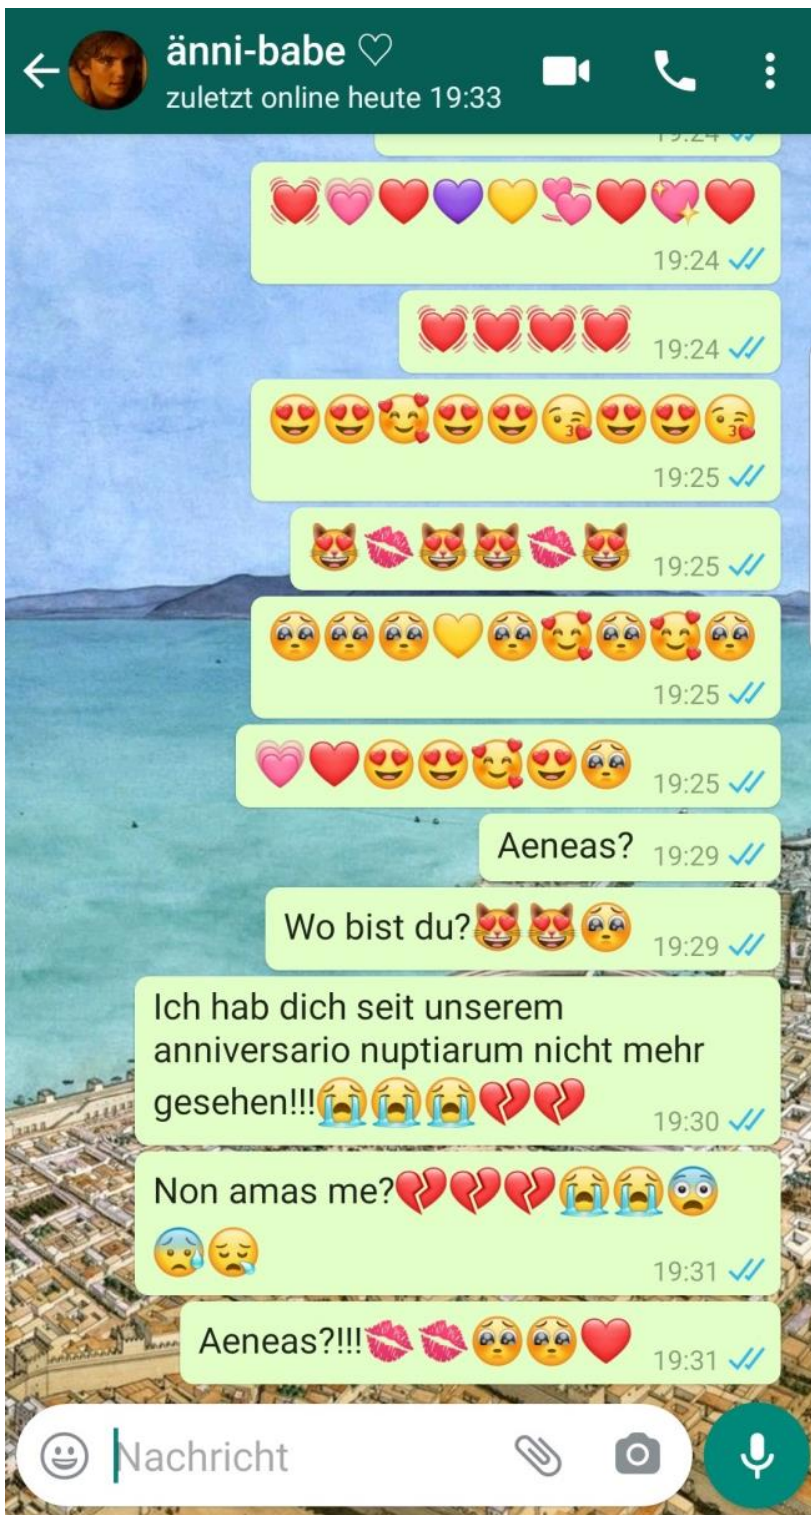 änni-babe ♡
zuletzt online heute 19:33
19:24
💓💗❤️💜💛💞❤️💖❤️
19:24
💓💓💓💓 19:24
😍😍🥰😍😍😘😍😍😘
19:25
😻💋😻😻💋😻 19:25
🥺🥺🥺💛🥺🥰🥺🥰🥺
19:25
💗❤️😍😍🥰😍🥺 19:25
Aeneas? 19:29
Wo bist du?😻😻🥺 19:29
Ich hab dich seit unserem
anniversario nuptiarum nicht mehr
gesehen!!!😭😭😭💔💔 19:30
Non amas me?💔💔💔😭😭😨
😰😪 19:31
Aeneas?!!!💋💋🥺🥺❤️ 19:31
Nachricht